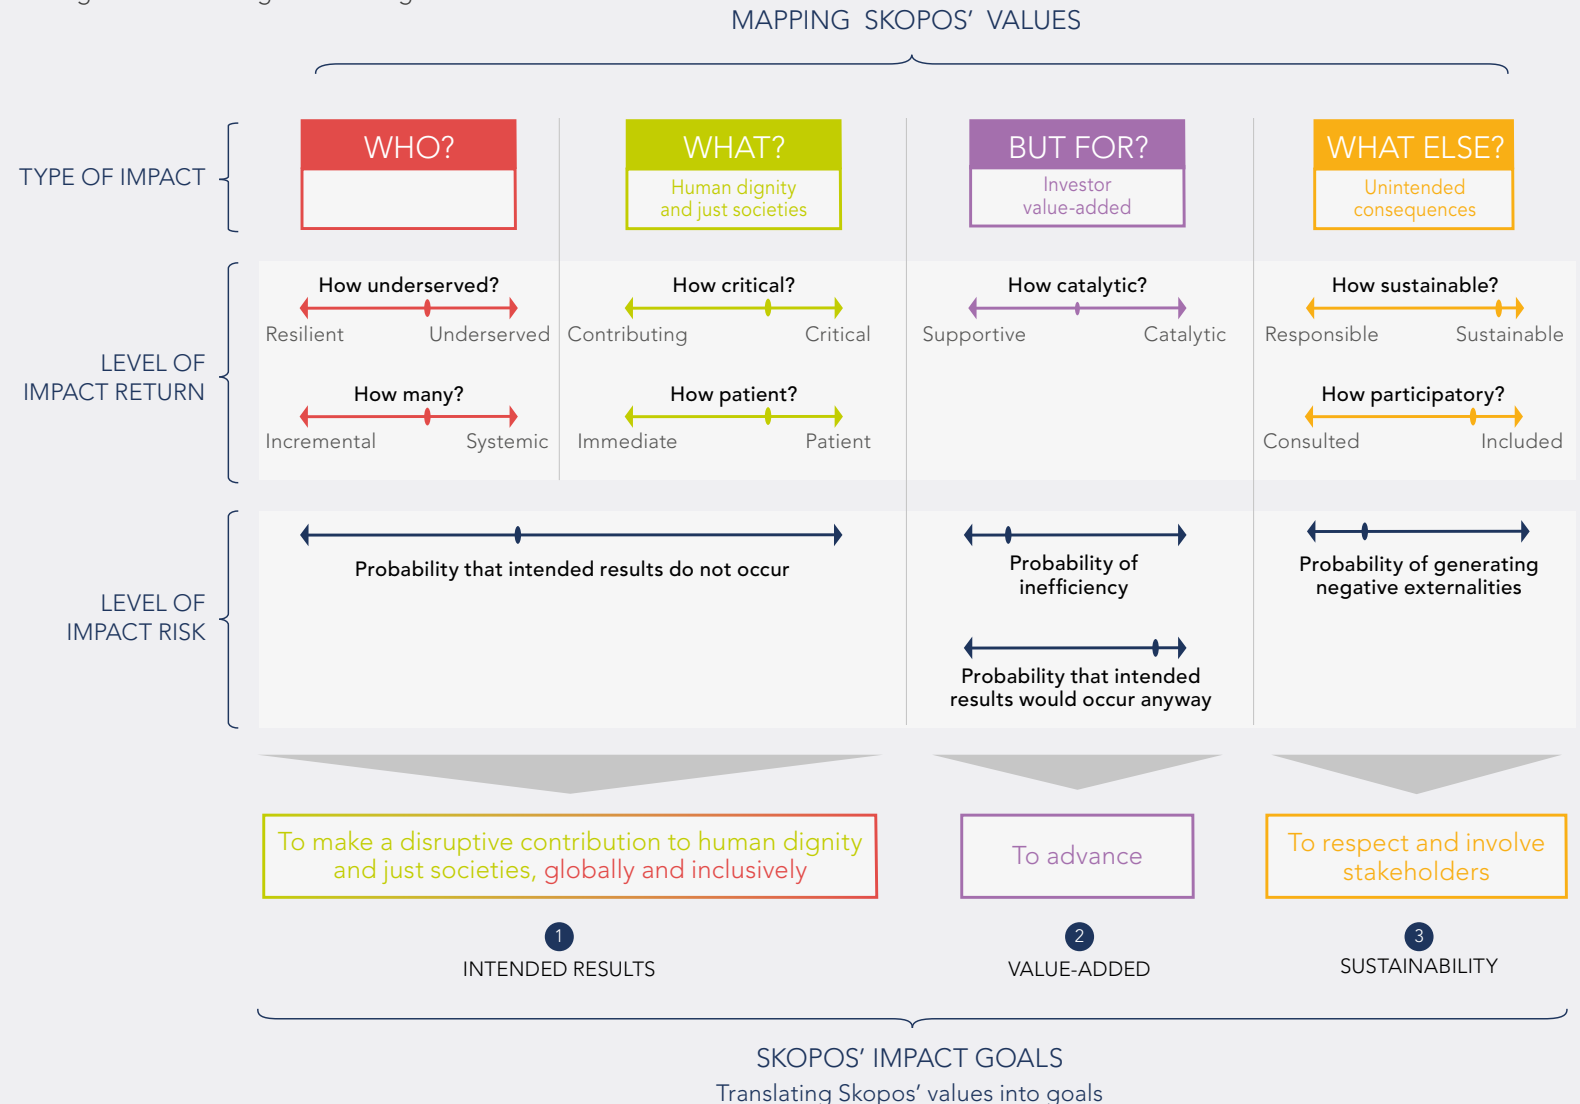 MAPPING SKOPOS' VALUES
TYPE OF IMPACT
WHO?
WHAT?
Human dignity
and just societies
BUT FOR?
Investor
value-added
WHAT ELSE?
Unintended
consequences
LEVEL OF
IMPACT RETURN
How underserved?
Resilient Underserved
How many?
Incremental Systemic
How critical?
Contributing Critical
How patient?
Immediate Patient
How catalytic?
Supportive Catalytic
How sustainable?
Responsible Sustainable
How participatory?
Consulted Included
LEVEL OF
IMPACT RISK
Probability that intended results do not occur
Probability of
inefficiency
Probability that intended
results would occur anyway
Probability of generating
negative externalities
To make a disruptive contribution to human dignity
and just societies, globally and inclusively
1
INTENDED RESULTS
To advance
2
VALUE-ADDED
To respect and involve
stakeholders
3
SUSTAINABILITY
SKOPOS' IMPACT GOALS
Translating Skopos' values into goals